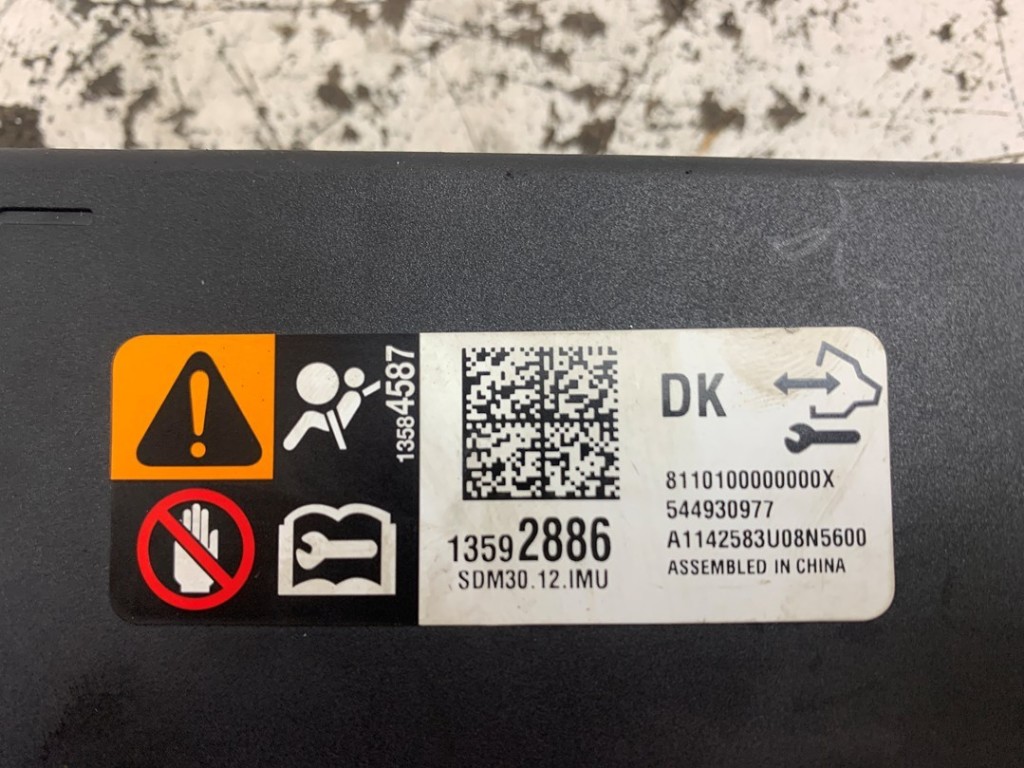 13584587
13592886
SDM30.12.IMU
DK
8110100000000X
544930977
A1142583U08N5600
ASSEMBLED IN CHINA